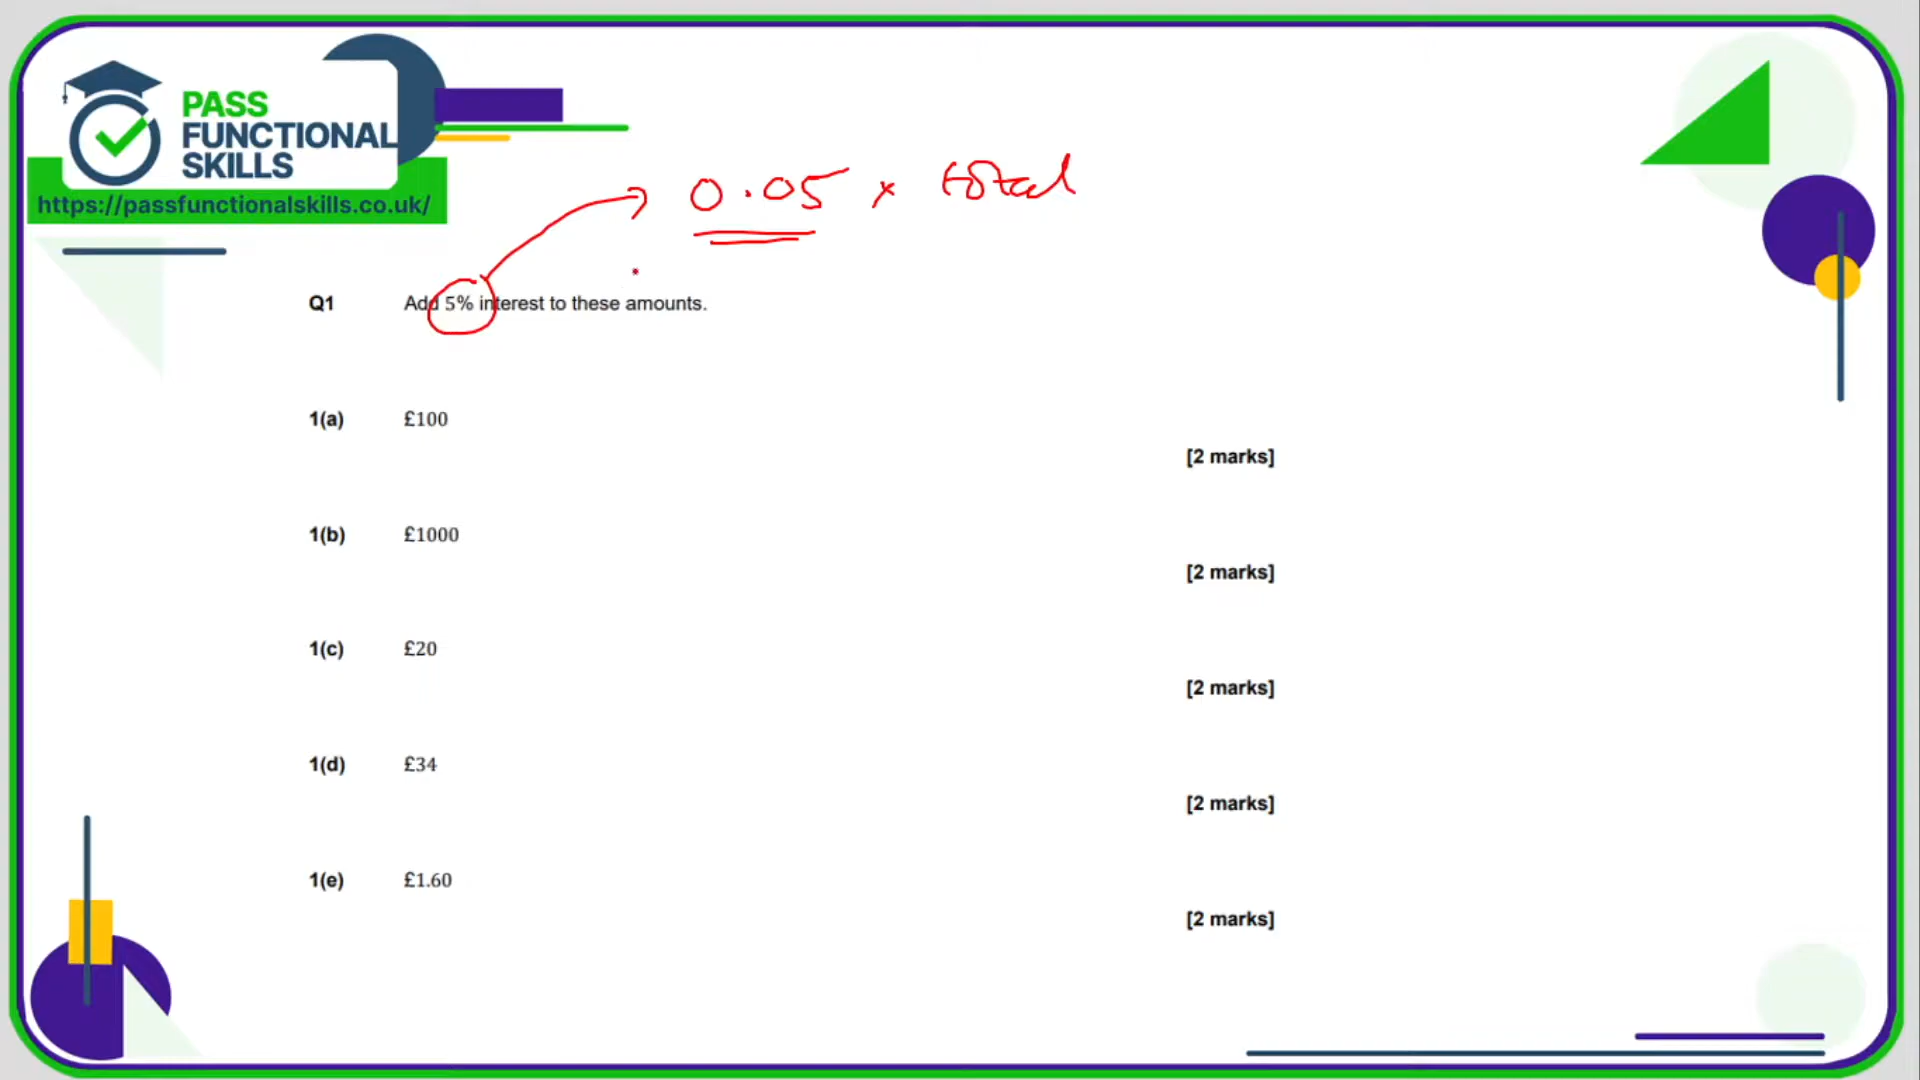 PASS
FUNCTIONAL
SKILLS
https://passfunctionalskills.co.uk/
0.05 × total
Q1 Add 5% interest to these amounts.
1(a) £100
[2 marks]
1(b) £1000
[2 marks]
1(c) £20
[2 marks]
1(d) £34
[2 marks]
1(e) £1.60
[2 marks]